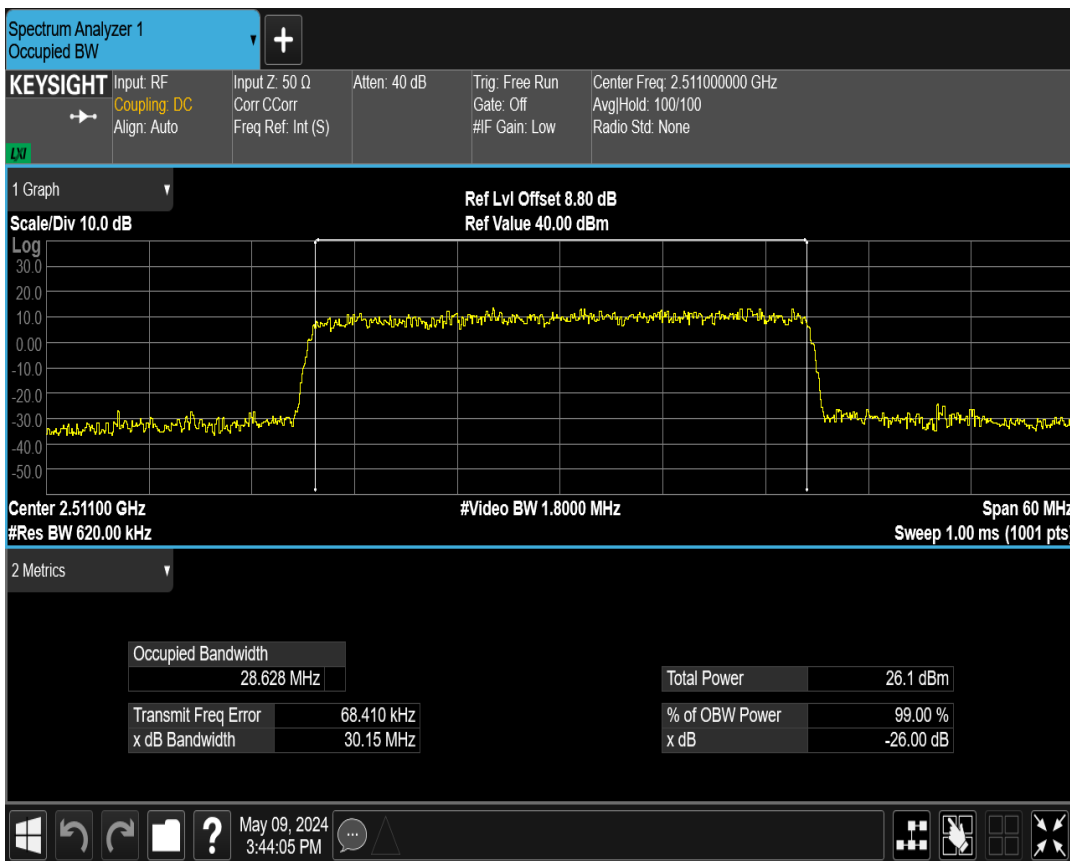 Spectrum Analyzer 1
Occupied BW
+
KEYSIGHT
LXI
Input: RF
Coupling: DC
Align: Auto
Input Z: 50 Ω
Corr CCorr
Freq Ref: Int (S)
Atten: 40 dB
Trig: Free Run
Gate: Off
#IF Gain: Low
Center Freq: 2.511000000 GHz
Avg|Hold: 100/100
Radio Std: None
1 Graph
Scale/Div 10.0 dB
Ref Lvl Offset 8.80 dB
Ref Value 40.00 dBm
Log
30.0
20.0
10.0
0.00
-10.0
-20.0
-30.0
-40.0
-50.0
Center 2.51100 GHz
#Video BW 1.8000 MHz
Span 60 MHz
#Res BW 620.00 kHz
Sweep 1.00 ms (1001 pts)
2 Metrics
Occupied Bandwidth
28.628 MHz
Transmit Freq Error 68.410 kHz
x dB Bandwidth 30.15 MHz
Total Power 26.1 dBm
% of OBW Power 99.00 %
x dB -26.00 dB
?
May 09, 2024
3:44:05 PM